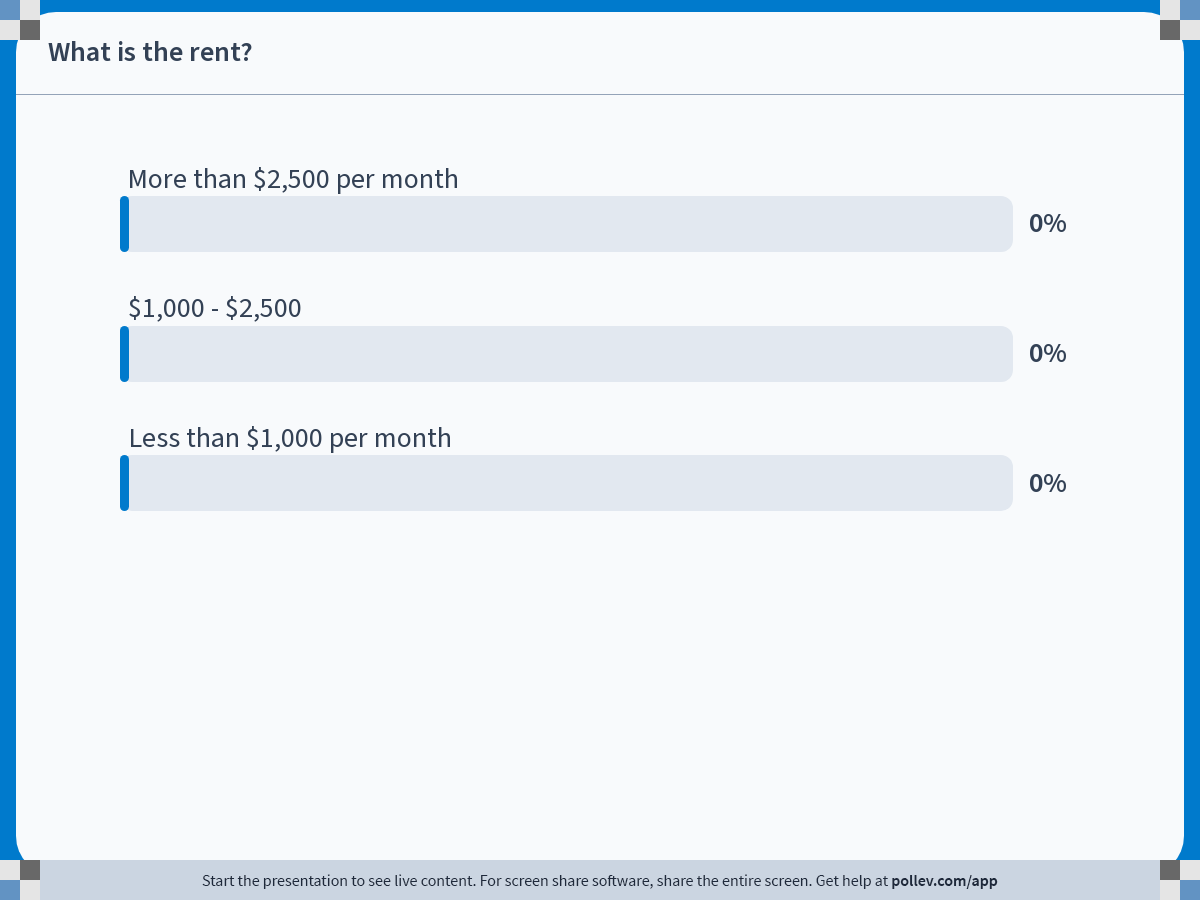 What is the rent?
More than $2,500 per month
0%
$1,000 - $2,500
0%
Less than $1,000 per month
0%
Start the presentation to see live content. For screen share software, share the entire screen. Get help at pollev.com/app